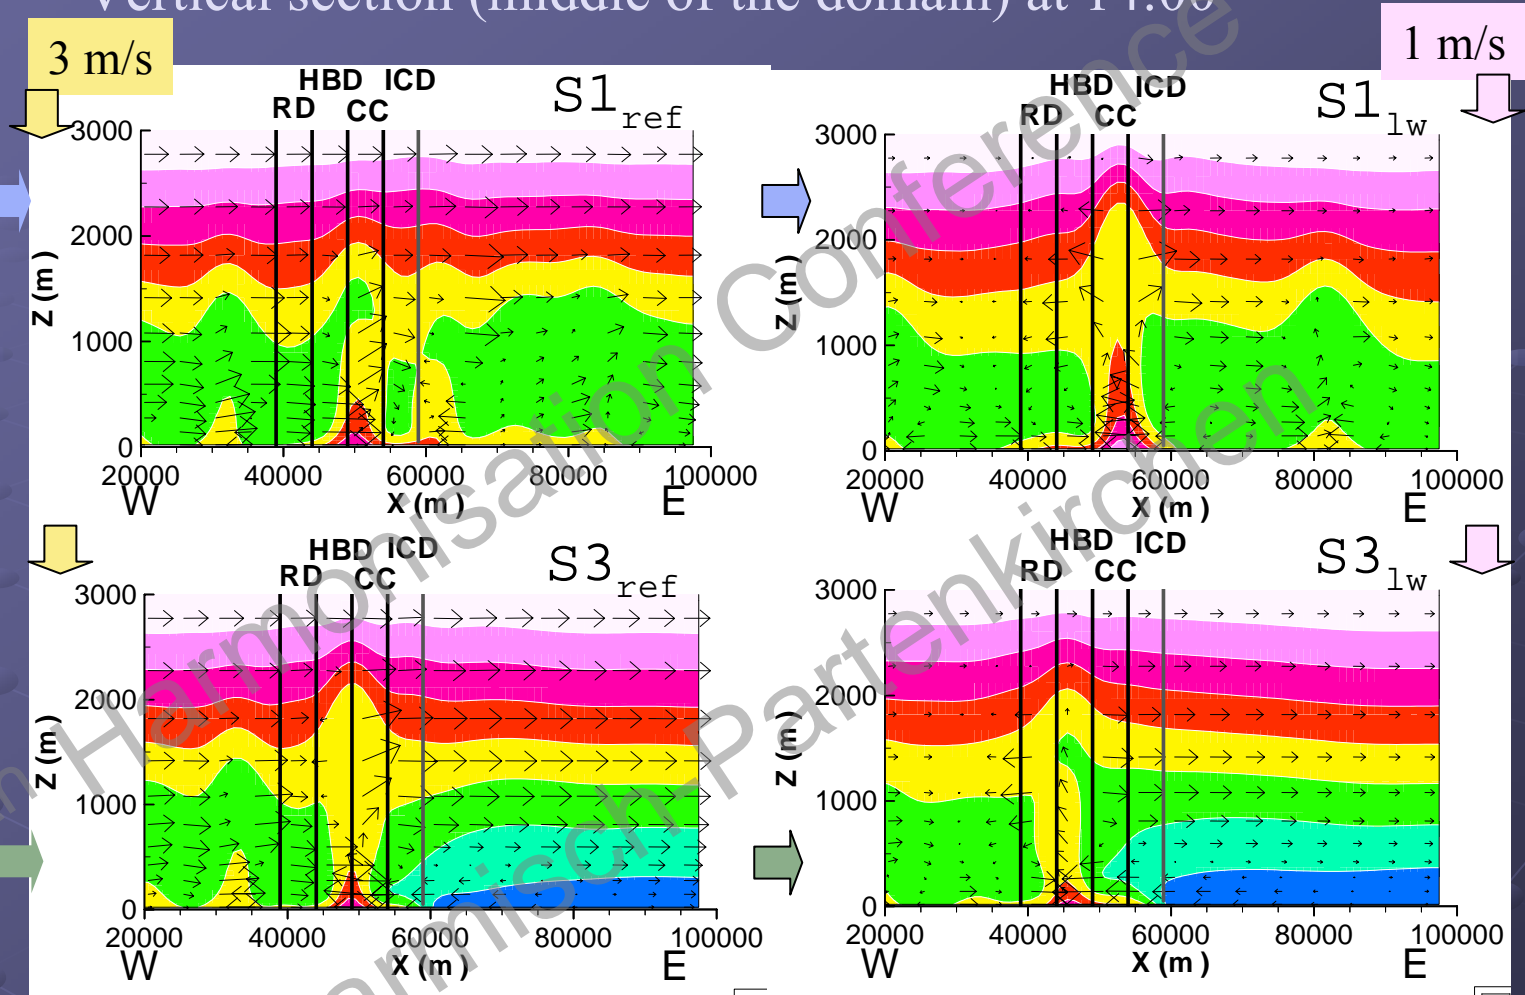 Vertical section (middle of the domain) at 14:00
3 m/s
1 m/s
HBD ICD
RD CC
S1ref
3000
2000
1000
0
Z (m)
20000 40000 60000 80000 100000
W X (m) E
HBD ICD
RD CC
S1lw
3000
2000
1000
0
Z (m)
20000 40000 60000 80000 100000
W X (m) E
HBD ICD
RD CC
S3ref
3000
2000
1000
0
Z (m)
20000 40000 60000 80000 100000
W X (m) E
HBD ICD
RD CC
S3lw
3000
2000
1000
0
Z (m)
20000 40000 60000 80000 100000
W X (m) E
Harmonisation Conference
Garmisch-Partenkirchen